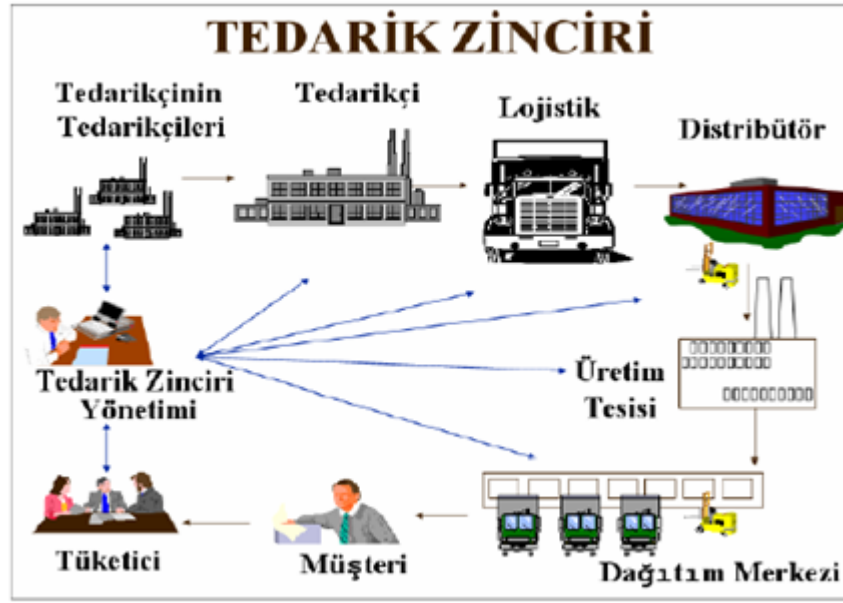 TEDARİK ZİNCİRİ
Tedarikçinin
Tedarikçileri
Tedarikçi
Lojistik
Distribütör
Tedarik Zinciri
Yönetimi
Üretim
Tesisi
Tüketici
Müşteri
Dağıtım Merkezi